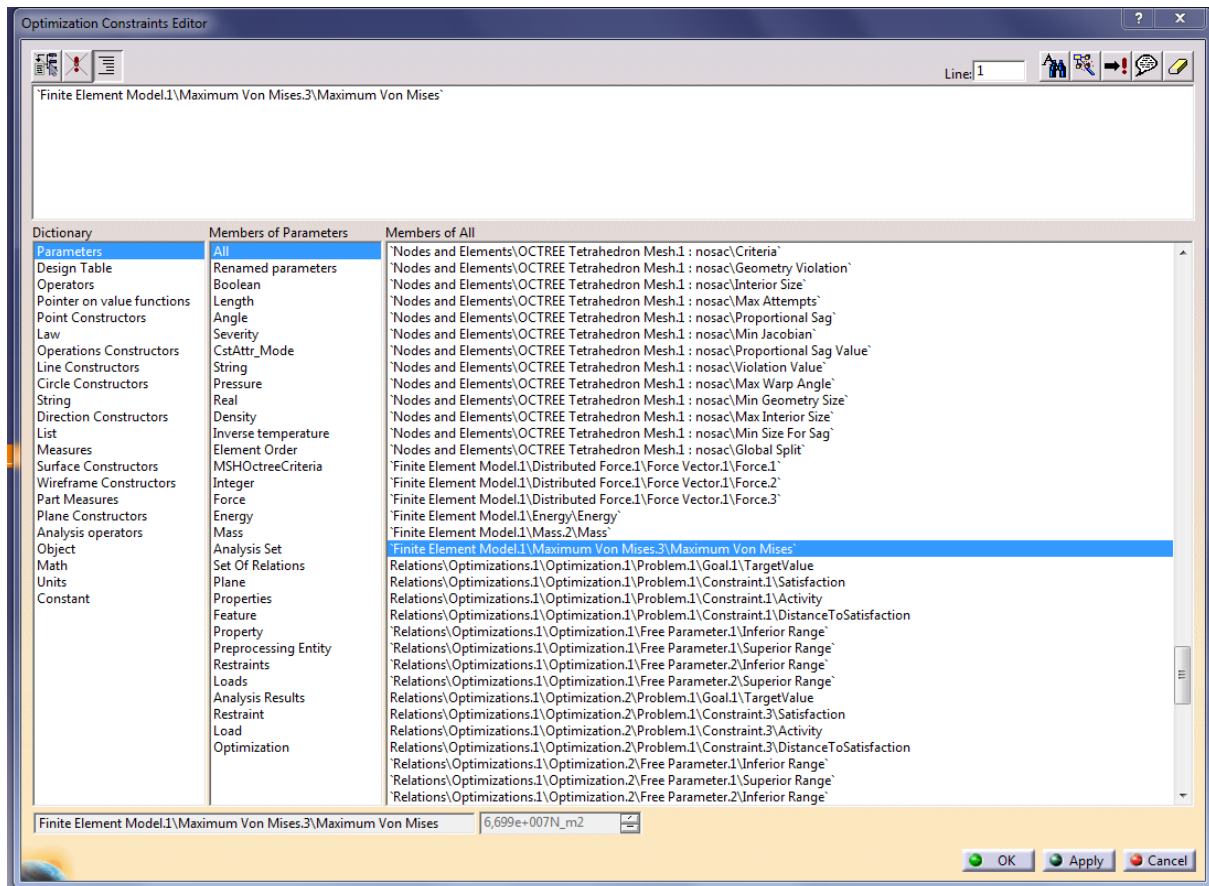 Optimization Constraints Editor
? X
Line: 1
`Finite Element Model.1\Maximum Von Mises.3\Maximum Von Mises`
Dictionary
Parameters
Design Table
Operators
Pointer on value functions
Point Constructors
Law
Operations Constructors
Line Constructors
Circle Constructors
String
Direction Constructors
List
Measures
Surface Constructors
Wireframe Constructors
Part Measures
Plane Constructors
Analysis operators
Object
Math
Units
Constant
Members of Parameters
All
Renamed parameters
Boolean
Length
Angle
Severity
CstAttr_Mode
String
Pressure
Real
Density
Inverse temperature
Element Order
MSHOctreeCriteria
Integer
Force
Energy
Mass
Analysis Set
Set Of Relations
Plane
Properties
Feature
Property
Preprocessing Entity
Restraints
Loads
Analysis Results
Restraint
Load
Optimization
Members of All
`Nodes and Elements\OCTREE Tetrahedron Mesh.1 : nosac\Criteria`
`Nodes and Elements\OCTREE Tetrahedron Mesh.1 : nosac\Geometry Violation`
`Nodes and Elements\OCTREE Tetrahedron Mesh.1 : nosac\Interior Size`
`Nodes and Elements\OCTREE Tetrahedron Mesh.1 : nosac\Max Attempts`
`Nodes and Elements\OCTREE Tetrahedron Mesh.1 : nosac\Proportional Sag`
`Nodes and Elements\OCTREE Tetrahedron Mesh.1 : nosac\Min Jacobian`
`Nodes and Elements\OCTREE Tetrahedron Mesh.1 : nosac\Proportional Sag Value`
`Nodes and Elements\OCTREE Tetrahedron Mesh.1 : nosac\Violation Value`
`Nodes and Elements\OCTREE Tetrahedron Mesh.1 : nosac\Max Warp Angle`
`Nodes and Elements\OCTREE Tetrahedron Mesh.1 : nosac\Min Geometry Size`
`Nodes and Elements\OCTREE Tetrahedron Mesh.1 : nosac\Max Interior Size`
`Nodes and Elements\OCTREE Tetrahedron Mesh.1 : nosac\Min Size For Sag`
`Nodes and Elements\OCTREE Tetrahedron Mesh.1 : nosac\Global Split`
`Finite Element Model.1\Distributed Force.1\Force Vector.1\Force.1`
`Finite Element Model.1\Distributed Force.1\Force Vector.1\Force.2`
`Finite Element Model.1\Distributed Force.1\Force Vector.1\Force.3`
`Finite Element Model.1\Energy\Energy`
`Finite Element Model.1\Mass.2\Mass`
`Finite Element Model.1\Maximum Von Mises.3\Maximum Von Mises`
Relations\Optimizations.1\Optimization.1\Problem.1\Goal.1\TargetValue
Relations\Optimizations.1\Optimization.1\Problem.1\Constraint.1\Satisfaction
Relations\Optimizations.1\Optimization.1\Problem.1\Constraint.1\Activity
Relations\Optimizations.1\Optimization.1\Problem.1\Constraint.1\DistanceToSatisfaction
`Relations\Optimizations.1\Optimization.1\Free Parameter.1\Inferior Range`
`Relations\Optimizations.1\Optimization.1\Free Parameter.1\Superior Range`
`Relations\Optimizations.1\Optimization.1\Free Parameter.2\Inferior Range`
`Relations\Optimizations.1\Optimization.1\Free Parameter.2\Superior Range`
Relations\Optimizations.1\Optimization.2\Problem.1\Goal.1\TargetValue
Relations\Optimizations.1\Optimization.2\Problem.1\Constraint.3\Satisfaction
Relations\Optimizations.1\Optimization.2\Problem.1\Constraint.3\Activity
Relations\Optimizations.1\Optimization.2\Problem.1\Constraint.3\DistanceToSatisfaction
`Relations\Optimizations.1\Optimization.2\Free Parameter.1\Inferior Range`
`Relations\Optimizations.1\Optimization.2\Free Parameter.1\Superior Range`
`Relations\Optimizations.1\Optimization.2\Free Parameter.2\Inferior Range`
Finite Element Model.1\Maximum Von Mises.3\Maximum Von Mises
6,699e+007N_m2
OK
Apply
Cancel